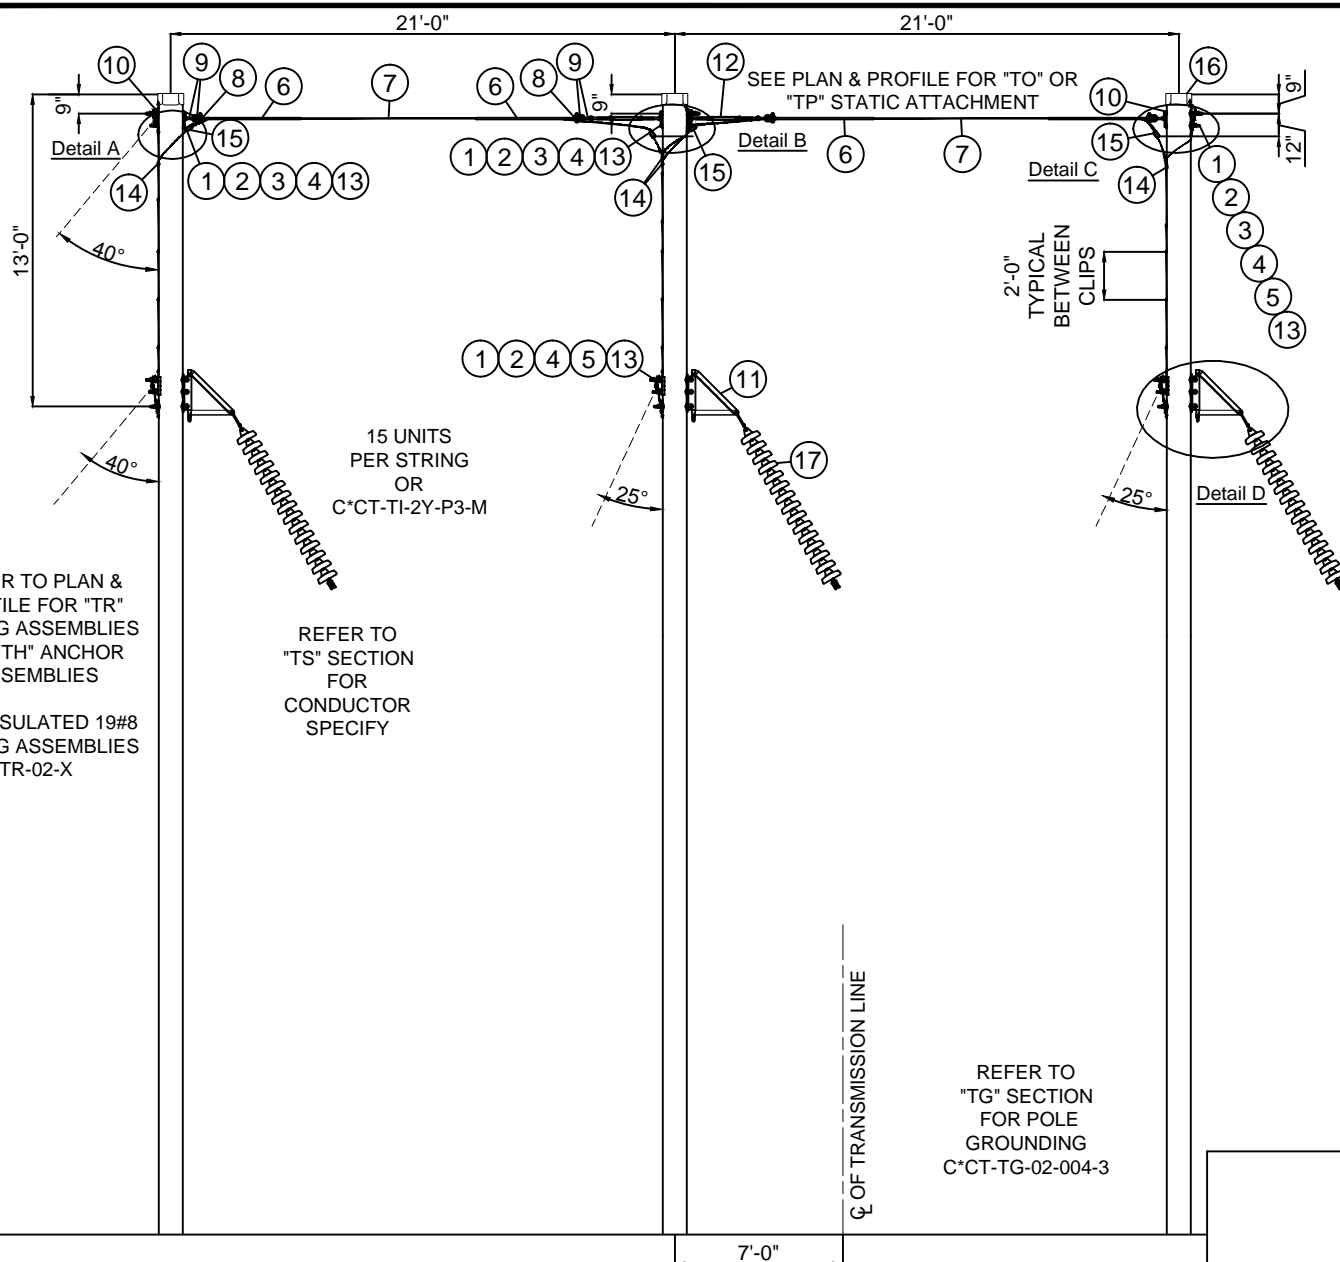 21'-0"
21'-0"
10
9
8
6
7
6
8
9
12
SEE PLAN & PROFILE FOR "TO" OR
"TP" STATIC ATTACHMENT
16
9"
9"
10
9"
Detail A
15
Detail B
15
12"
1 2 3 4 13
6
7
Detail C
14
1 2 3 4 13
14
15
14
1
2
3
4
5
13
40°
13'-0"
2'-0"
TYPICAL
BETWEEN
CLIPS
1 2 4 5 13
11
15 UNITS
PER STRING
OR
C*CT-TI-2Y-P3-M
17
40°
25°
25°
Detail D
R TO PLAN &
FILE FOR "TR"
G ASSEMBLIES
"TH" ANCHOR
SEMBLIES
SULATED 19#8
G ASSEMBLIES
TR-02-X
REFER TO
"TS" SECTION
FOR
CONDUCTOR
SPECIFY
℄ OF TRANSMISSION LINE
REFER TO
"TG" SECTION
FOR POLE
GROUNDING
C*CT-TG-02-004-3
7'-0"